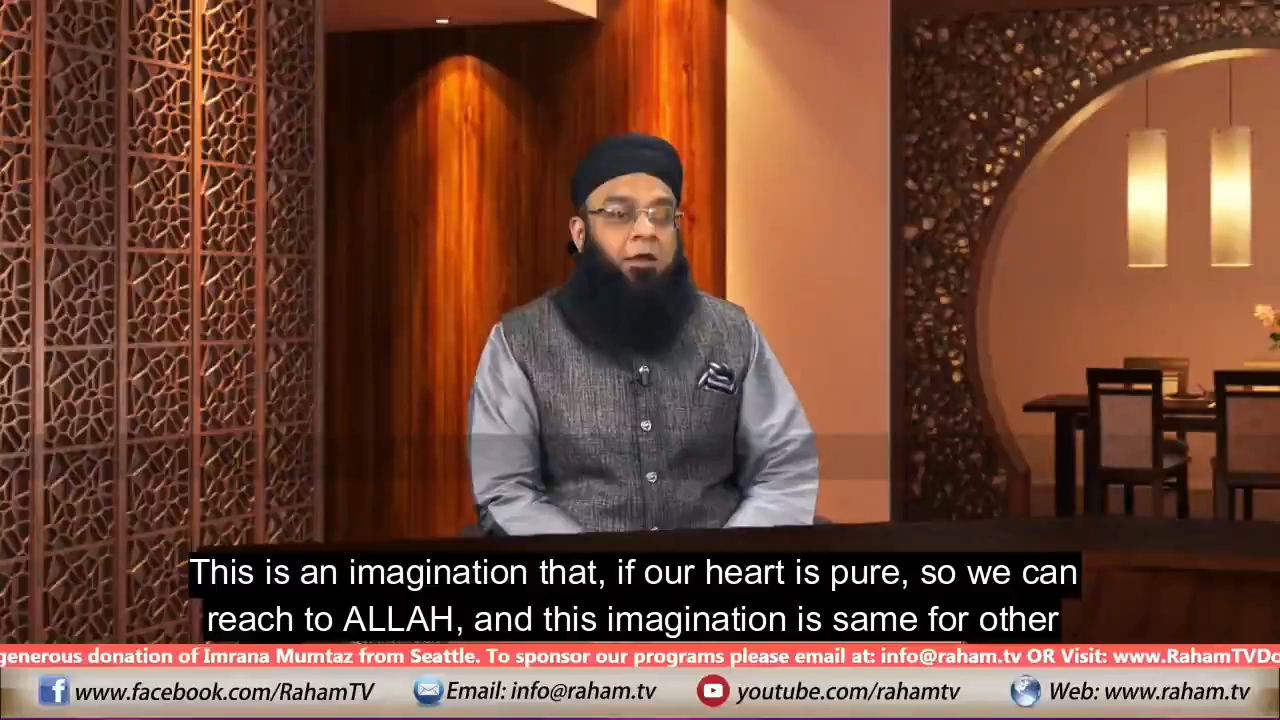 This is an imagination that, if our heart is pure, so we can
reach to ALLAH, and this imagination is same for other
generous donation of Imrana Mumtaz from Seattle. To sponsor our programs please email at: info@raham.tv OR Visit: www.RahamTVDo
www.facebook.com/RahamTV Email: info@raham.tv youtube.com/rahamtv Web: www.raham.tv